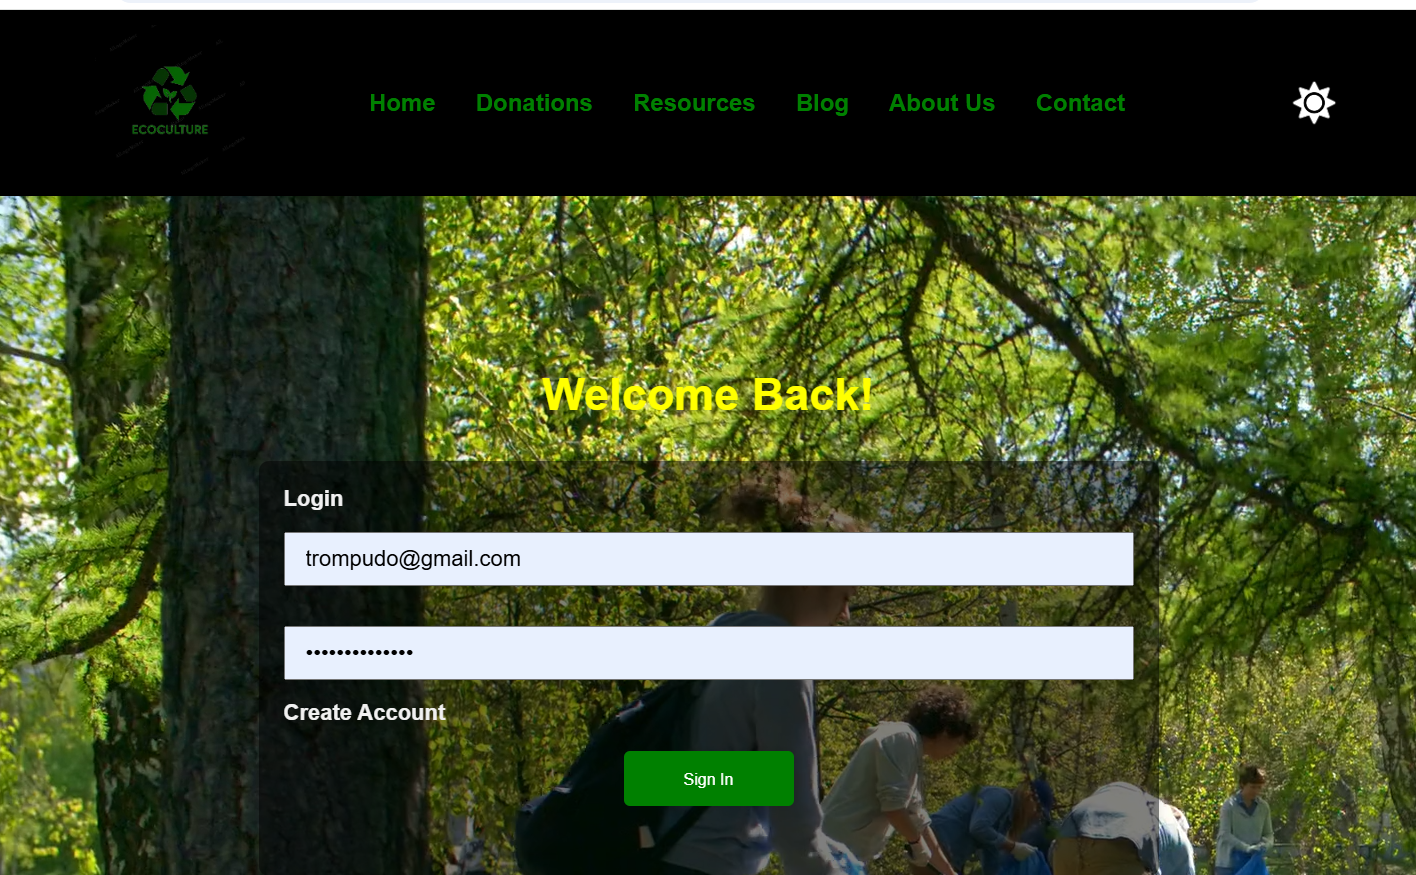 ECOCULTURE
Home Donations Resources Blog About Us Contact
Welcome Back!
Login
trompudo@gmail.com
••••••••••••••
Create Account
Sign In